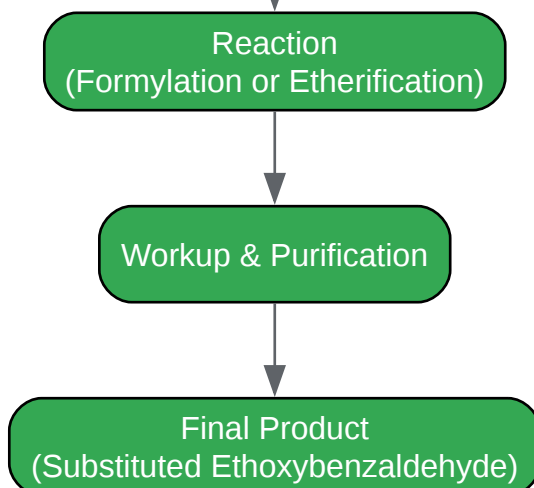 Reaction
(Formylation or Etherification)
Workup & Purification
Final Product
(Substituted Ethoxybenzaldehyde)